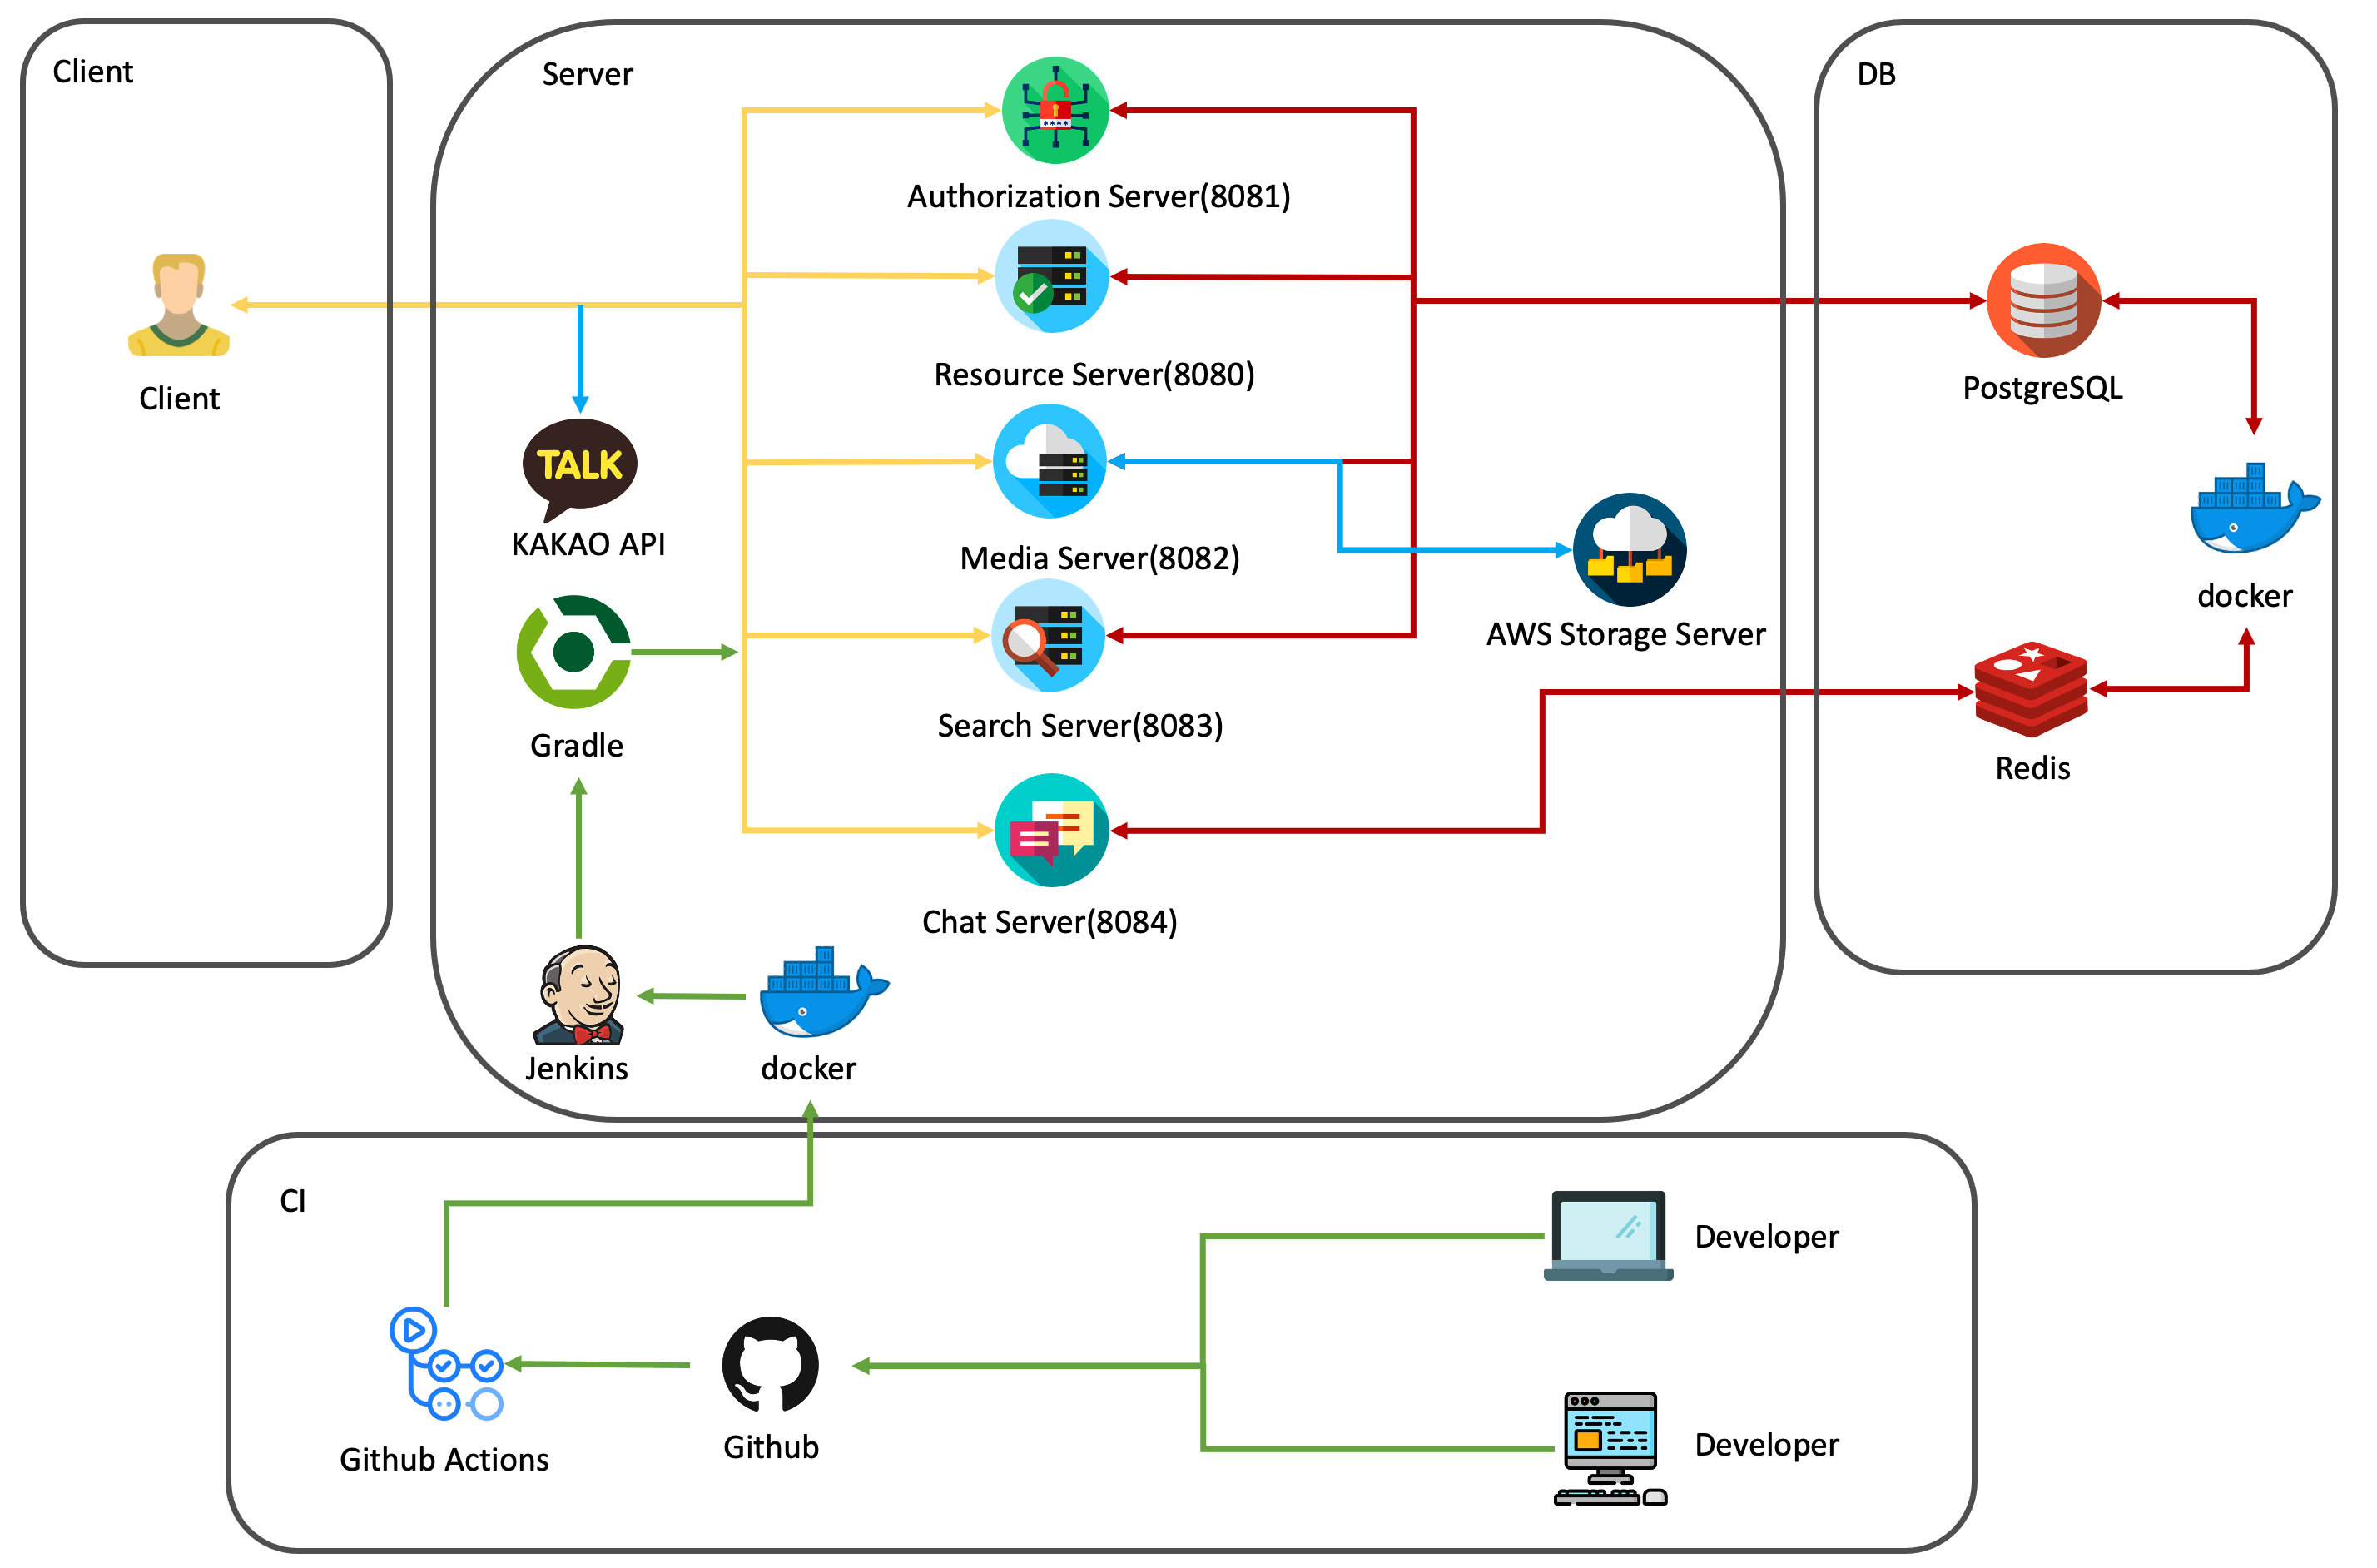 Client
Server
DB
Authorization Server(8081)
Resource Server(8080)
Client
PostgreSQL
TALK
KAKAO API
Media Server(8082)
docker
AWS Storage Server
Search Server(8083)
Gradle
Redis
Chat Server(8084)
Jenkins
docker
CI
Developer
Github Actions
Github
Developer